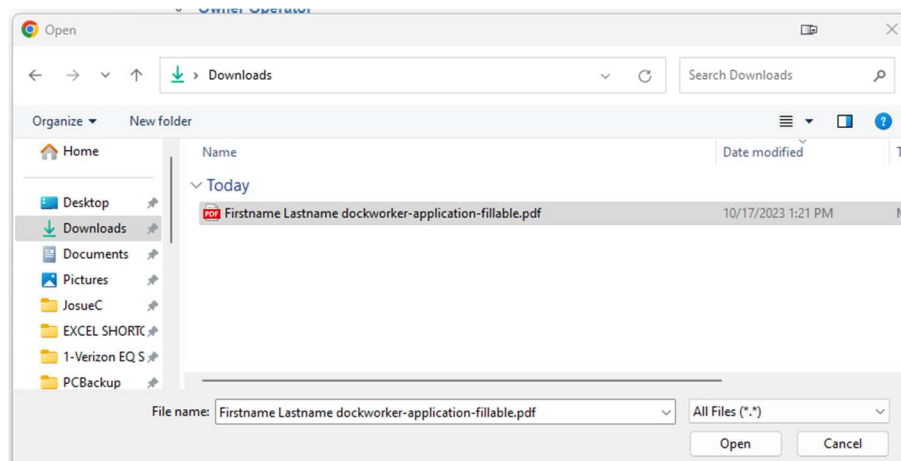 Owner Operator
Open
Downloads
Search Downloads
Organize
New folder
Home
Name
Date modified
Today
Desktop
Firstname Lastname dockworker-application-fillable.pdf
10/17/2023 1:21 PM
Downloads
Documents
Pictures
JosueC
EXCEL SHORTC
1-Verizon EQ S
PCBackup
File name:
Firstname Lastname dockworker-application-fillable.pdf
All Files (*.*)
Open
Cancel